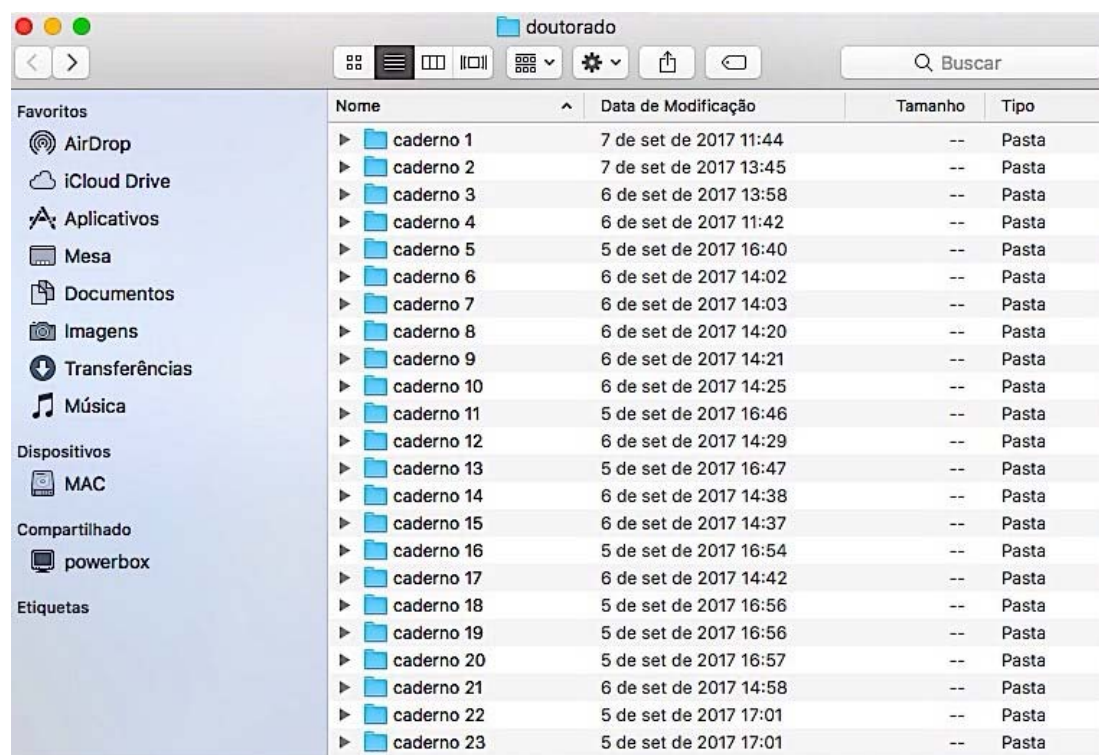 doutorado
Buscar
Favoritos
AirDrop
iCloud Drive
Aplicativos
Mesa
Documentos
Imagens
Transferências
Música
Dispositivos
MAC
Compartilhado
powerbox
Etiquetas
Nome Data de Modificação Tamanho Tipo
caderno 1 7 de set de 2017 11:44 -- Pasta
caderno 2 7 de set de 2017 13:45 -- Pasta
caderno 3 6 de set de 2017 13:58 -- Pasta
caderno 4 6 de set de 2017 11:42 -- Pasta
caderno 5 5 de set de 2017 16:40 -- Pasta
caderno 6 6 de set de 2017 14:02 -- Pasta
caderno 7 6 de set de 2017 14:03 -- Pasta
caderno 8 6 de set de 2017 14:20 -- Pasta
caderno 9 6 de set de 2017 14:21 -- Pasta
caderno 10 6 de set de 2017 14:25 -- Pasta
caderno 11 5 de set de 2017 16:46 -- Pasta
caderno 12 6 de set de 2017 14:29 -- Pasta
caderno 13 5 de set de 2017 16:47 -- Pasta
caderno 14 6 de set de 2017 14:38 -- Pasta
caderno 15 6 de set de 2017 14:37 -- Pasta
caderno 16 5 de set de 2017 16:54 -- Pasta
caderno 17 6 de set de 2017 14:42 -- Pasta
caderno 18 5 de set de 2017 16:56 -- Pasta
caderno 19 5 de set de 2017 16:56 -- Pasta
caderno 20 5 de set de 2017 16:57 -- Pasta
caderno 21 6 de set de 2017 14:58 -- Pasta
caderno 22 5 de set de 2017 17:01 -- Pasta
caderno 23 5 de set de 2017 17:01 -- Pasta